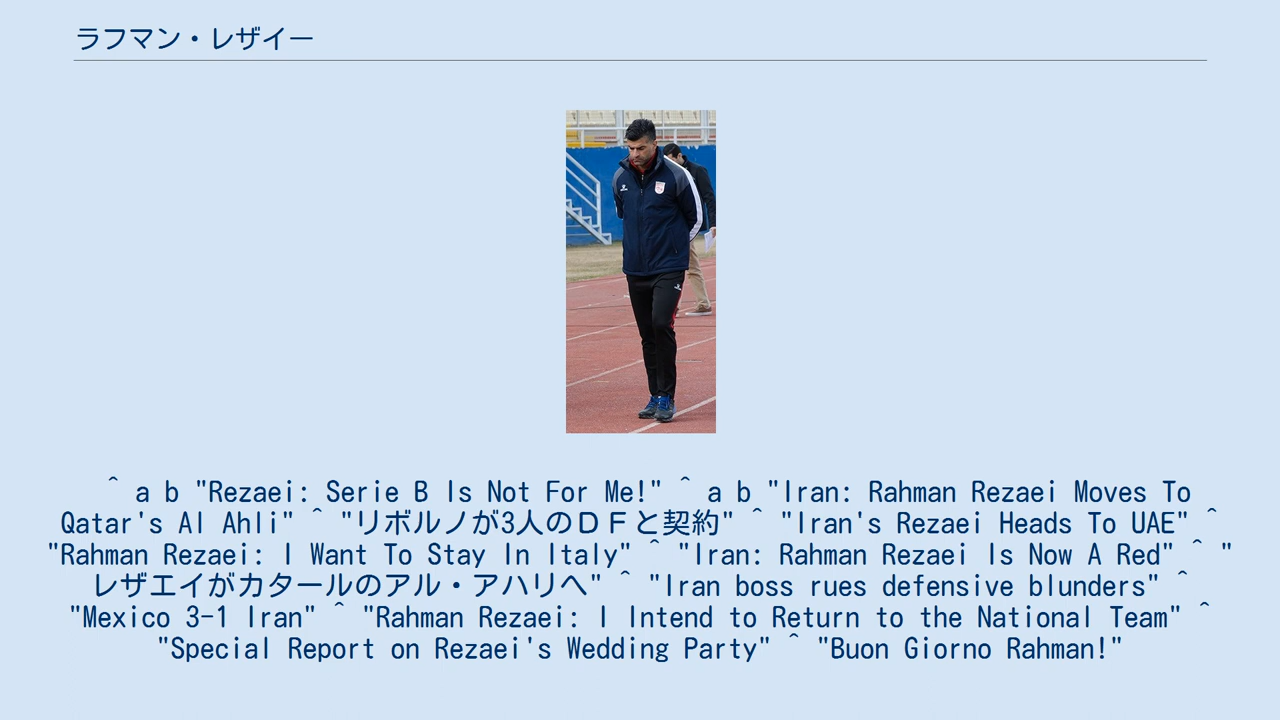 ラフマン・レザイー
^ a b "Rezaei: Serie B Is Not For Me!" ^ a b "Iran: Rahman Rezaei Moves To
Qatar's Al Ahli" ^ "リボルノが3人のＤＦと契約" ^ "Iran's Rezaei Heads To UAE" ^
"Rahman Rezaei: I Want To Stay In Italy" ^ "Iran: Rahman Rezaei Is Now A Red" ^ "
レザエイがカタールのアル・アハリへ" ^ "Iran boss rues defensive blunders" ^
"Mexico 3-1 Iran" ^ "Rahman Rezaei: I Intend to Return to the National Team" ^
"Special Report on Rezaei's Wedding Party" ^ "Buon Giorno Rahman!"